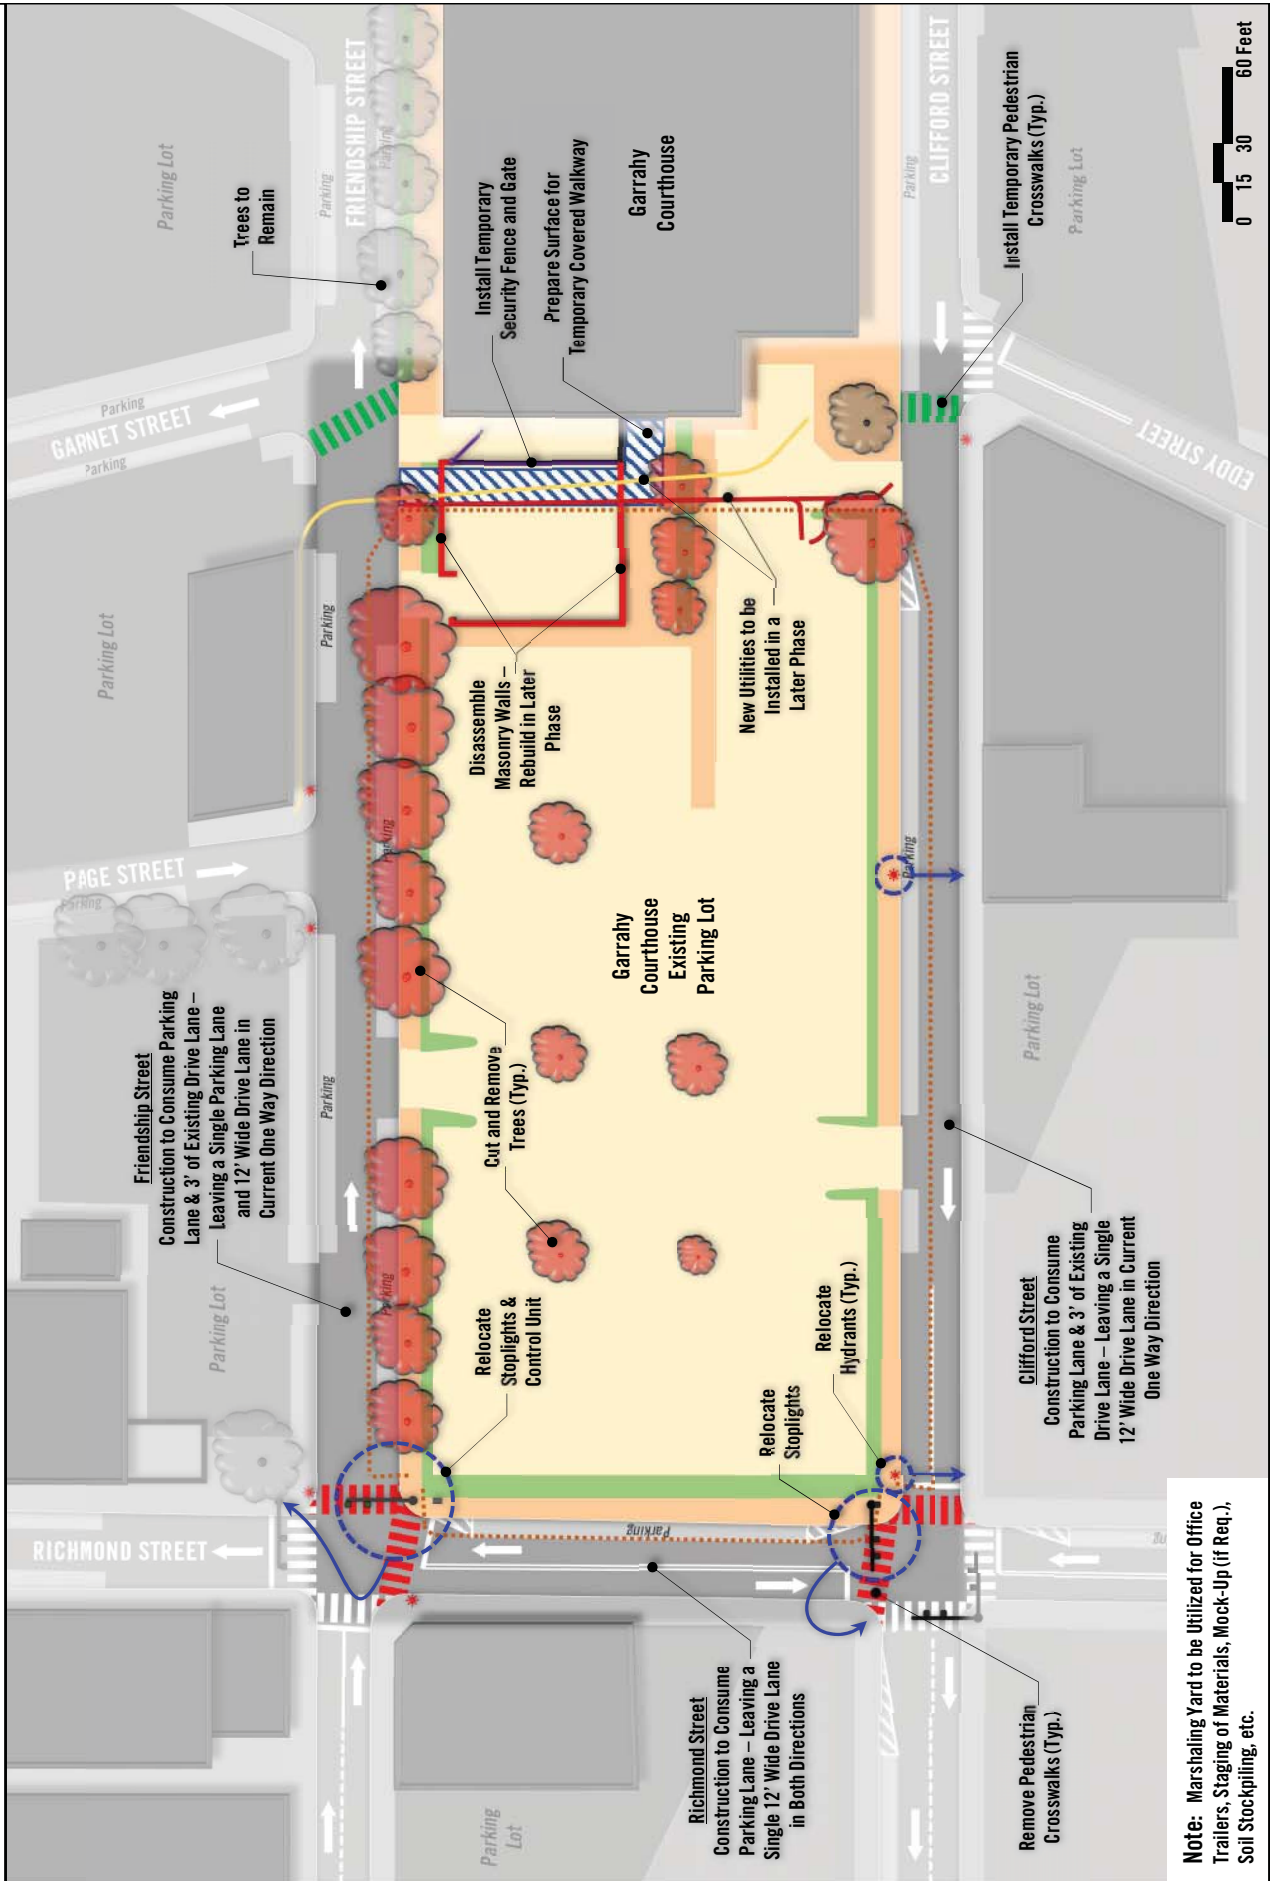 RICHMOND STREET
PAGE STREET
Parking
GARNET STREET
Parking
Parking
Parking Lot
Parking Lot
Friendship Street
Construction to Consume Parking
Lane & 3' of Existing Drive Lane –
Leaving a Single Parking Lane
and 12' Wide Drive Lane in
Current One Way Direction
Parking Lot
Trees to
Remain
Parking
Parking
Parking
FRIENDSHIP STREET
Parking
Parking
Parking
Parking
Lot
Relocate
Stoplights &
Control Unit
Cut and Remove
Trees (Typ.)
Disassemble
Masonry Walls –
Rebuild in Later
Phase
Install Temporary
Security Fence and Gate
Prepare Surface for
Temporary Covered Walkway
Garrahy
Courthouse
Existing
Parking Lot
Garrahy
Courthouse
Parking
Richmond Street
Construction to Consume
Parking Lane – Leaving a
Single 12' Wide Drive Lane
in Both Directions
New Utilities to be
Installed in a
Later Phase
Relocate
Stoplights
Relocate
Hydrants (Typ.)
Parking
Parking
CLIFFORD STREET
Remove Pedestrian
Crosswalks (Typ.)
Clifford Street
Construction to Consume
Parking Lane & 3' of Existing
Drive Lane – Leaving a Single
12' Wide Drive Lane in Current
One Way Direction
Parking Lot
Install Temporary Pedestrian
Crosswalks (Typ.)
Parking Lot
EDDY STREET
Note: Marshaling Yard to be Utilized for Office
Trailers, Staging of Materials, Mock-Up (if Req.),
Soil Stockpiling, etc.
0 15 30 60 Feet